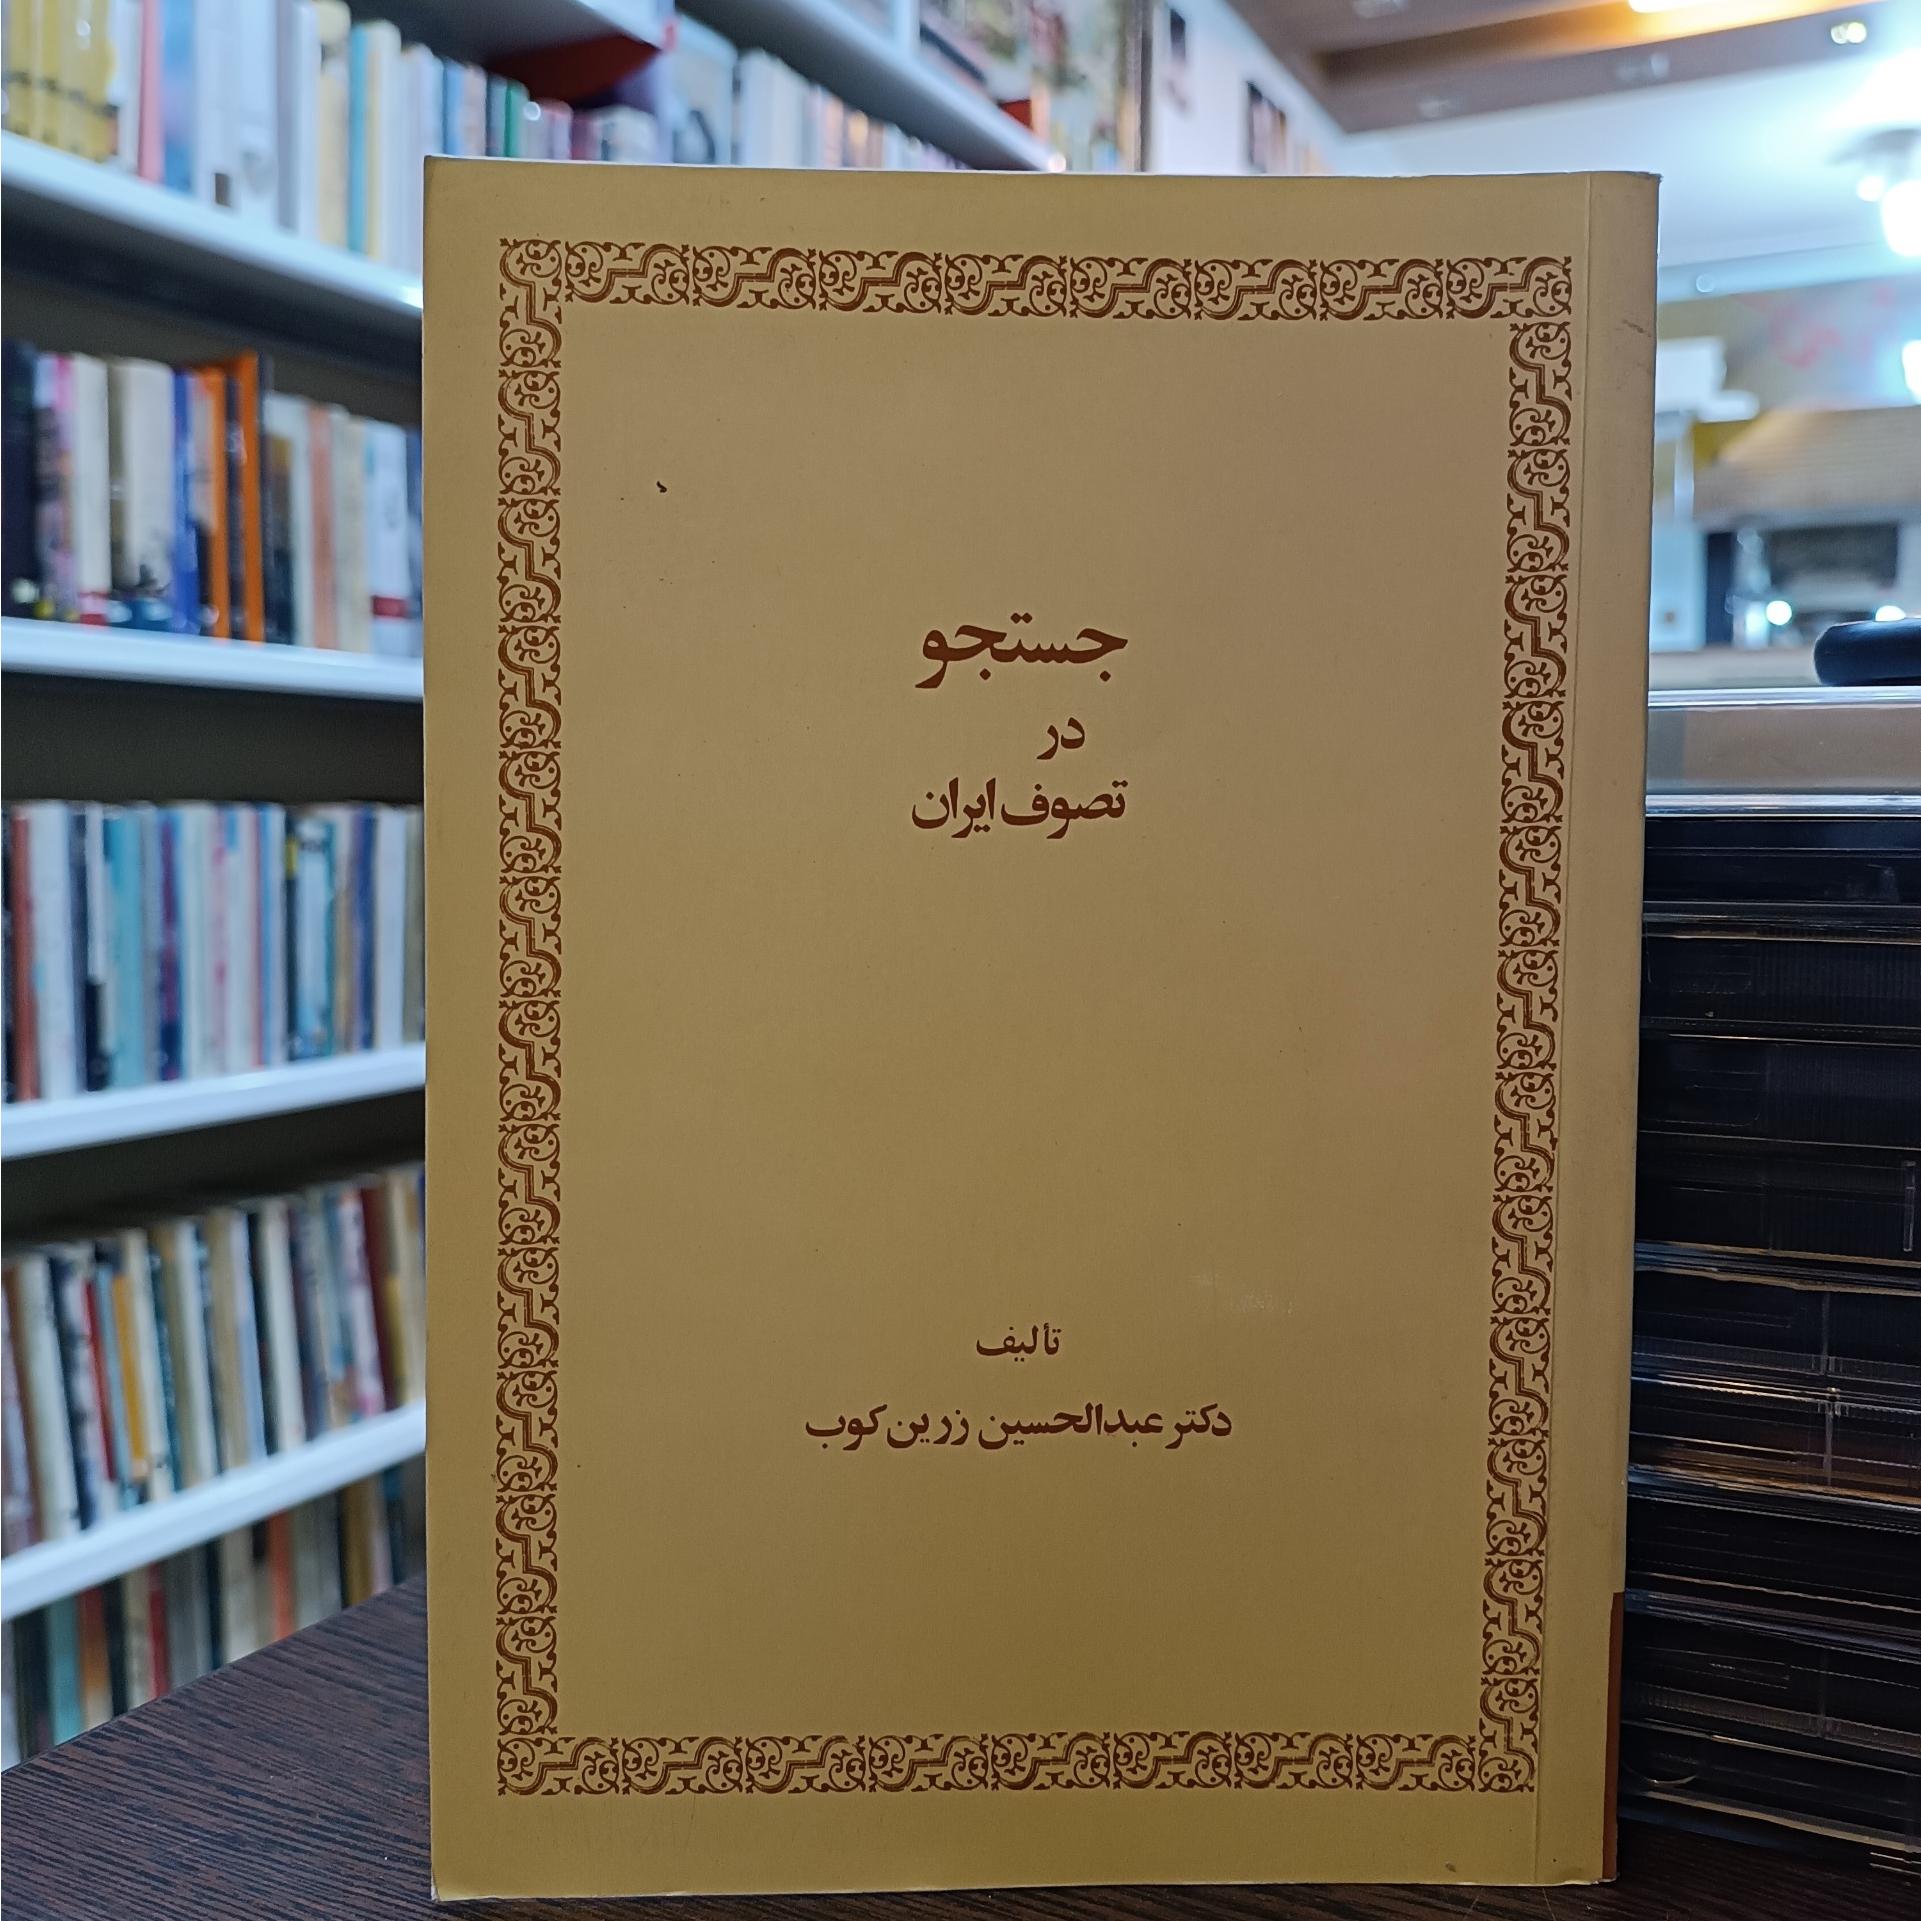 جستجو
در
تصوف ایران
تألیف
دکتر عبدالحسین زرین‌کوب